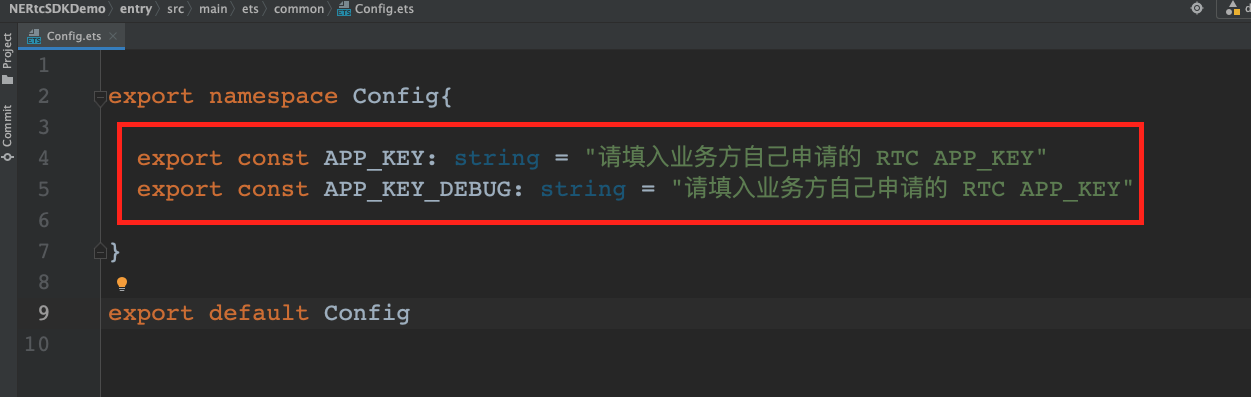 NERtcSDKDemo 〉 entry 〉 src 〉 main 〉 ets 〉 common 〉 Config.ets
Config.ets
Project
Commit
1
2 export namespace Config{
3
4 export const APP_KEY: string = "请填入业务方自己申请的 RTC APP_KEY"
5 export const APP_KEY_DEBUG: string = "请填入业务方自己申请的 RTC APP_KEY"
6
7 }
8
9 export default Config
10